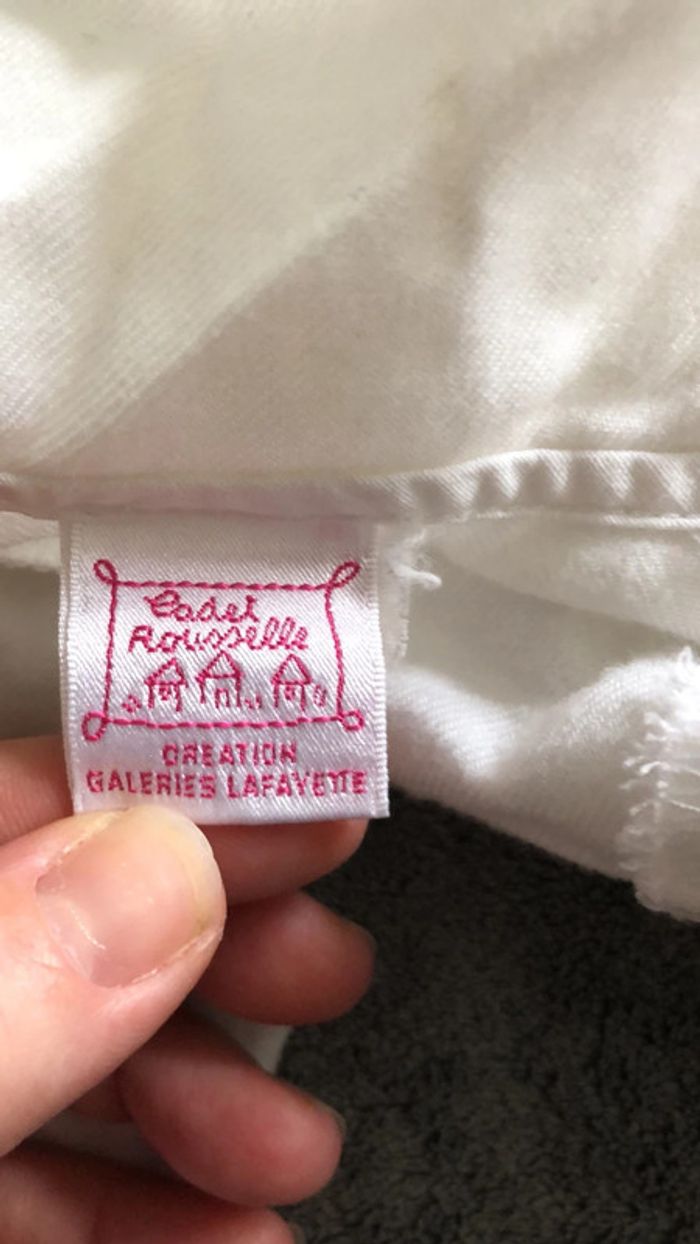 Cadet
Rousselle
CREATION
GALERIES LAFAYETTE